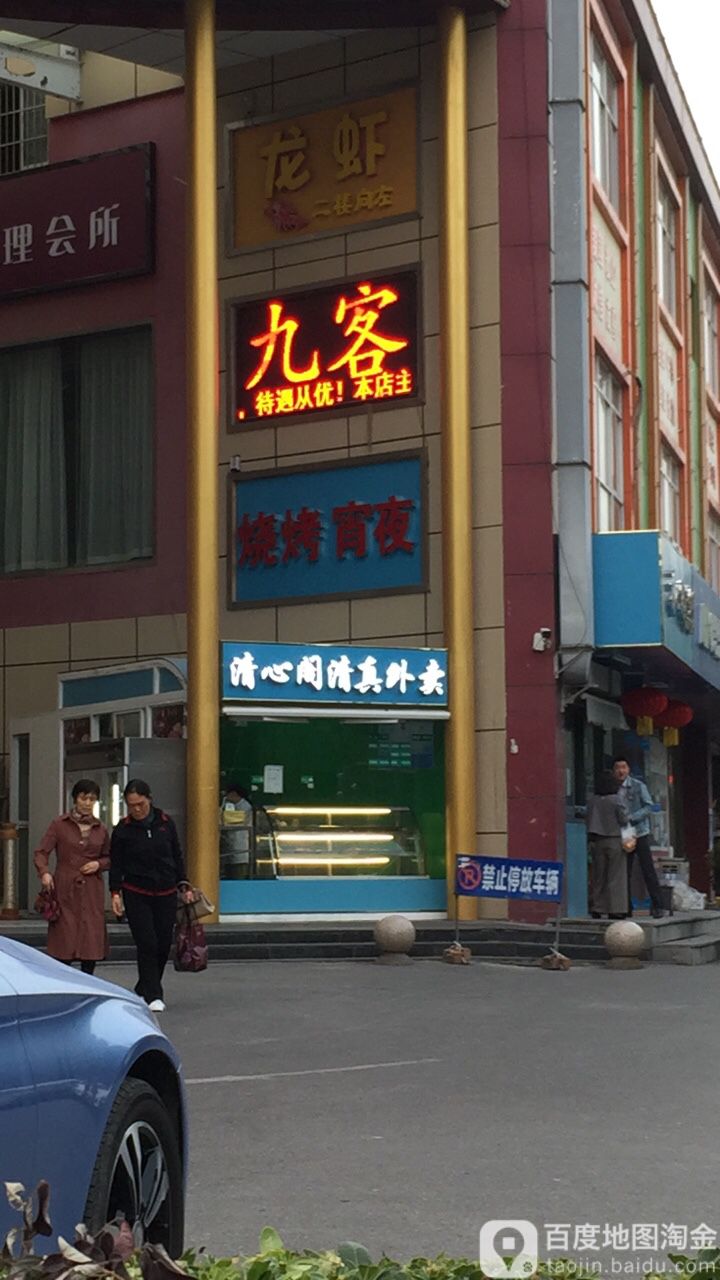 龙虾
二楼向左
理会所
九客
，待遇从优！本店主
烧烤 宵夜
清心阁清真外卖
禁止停放车辆
百度地图淘金
taojin.baidu.com